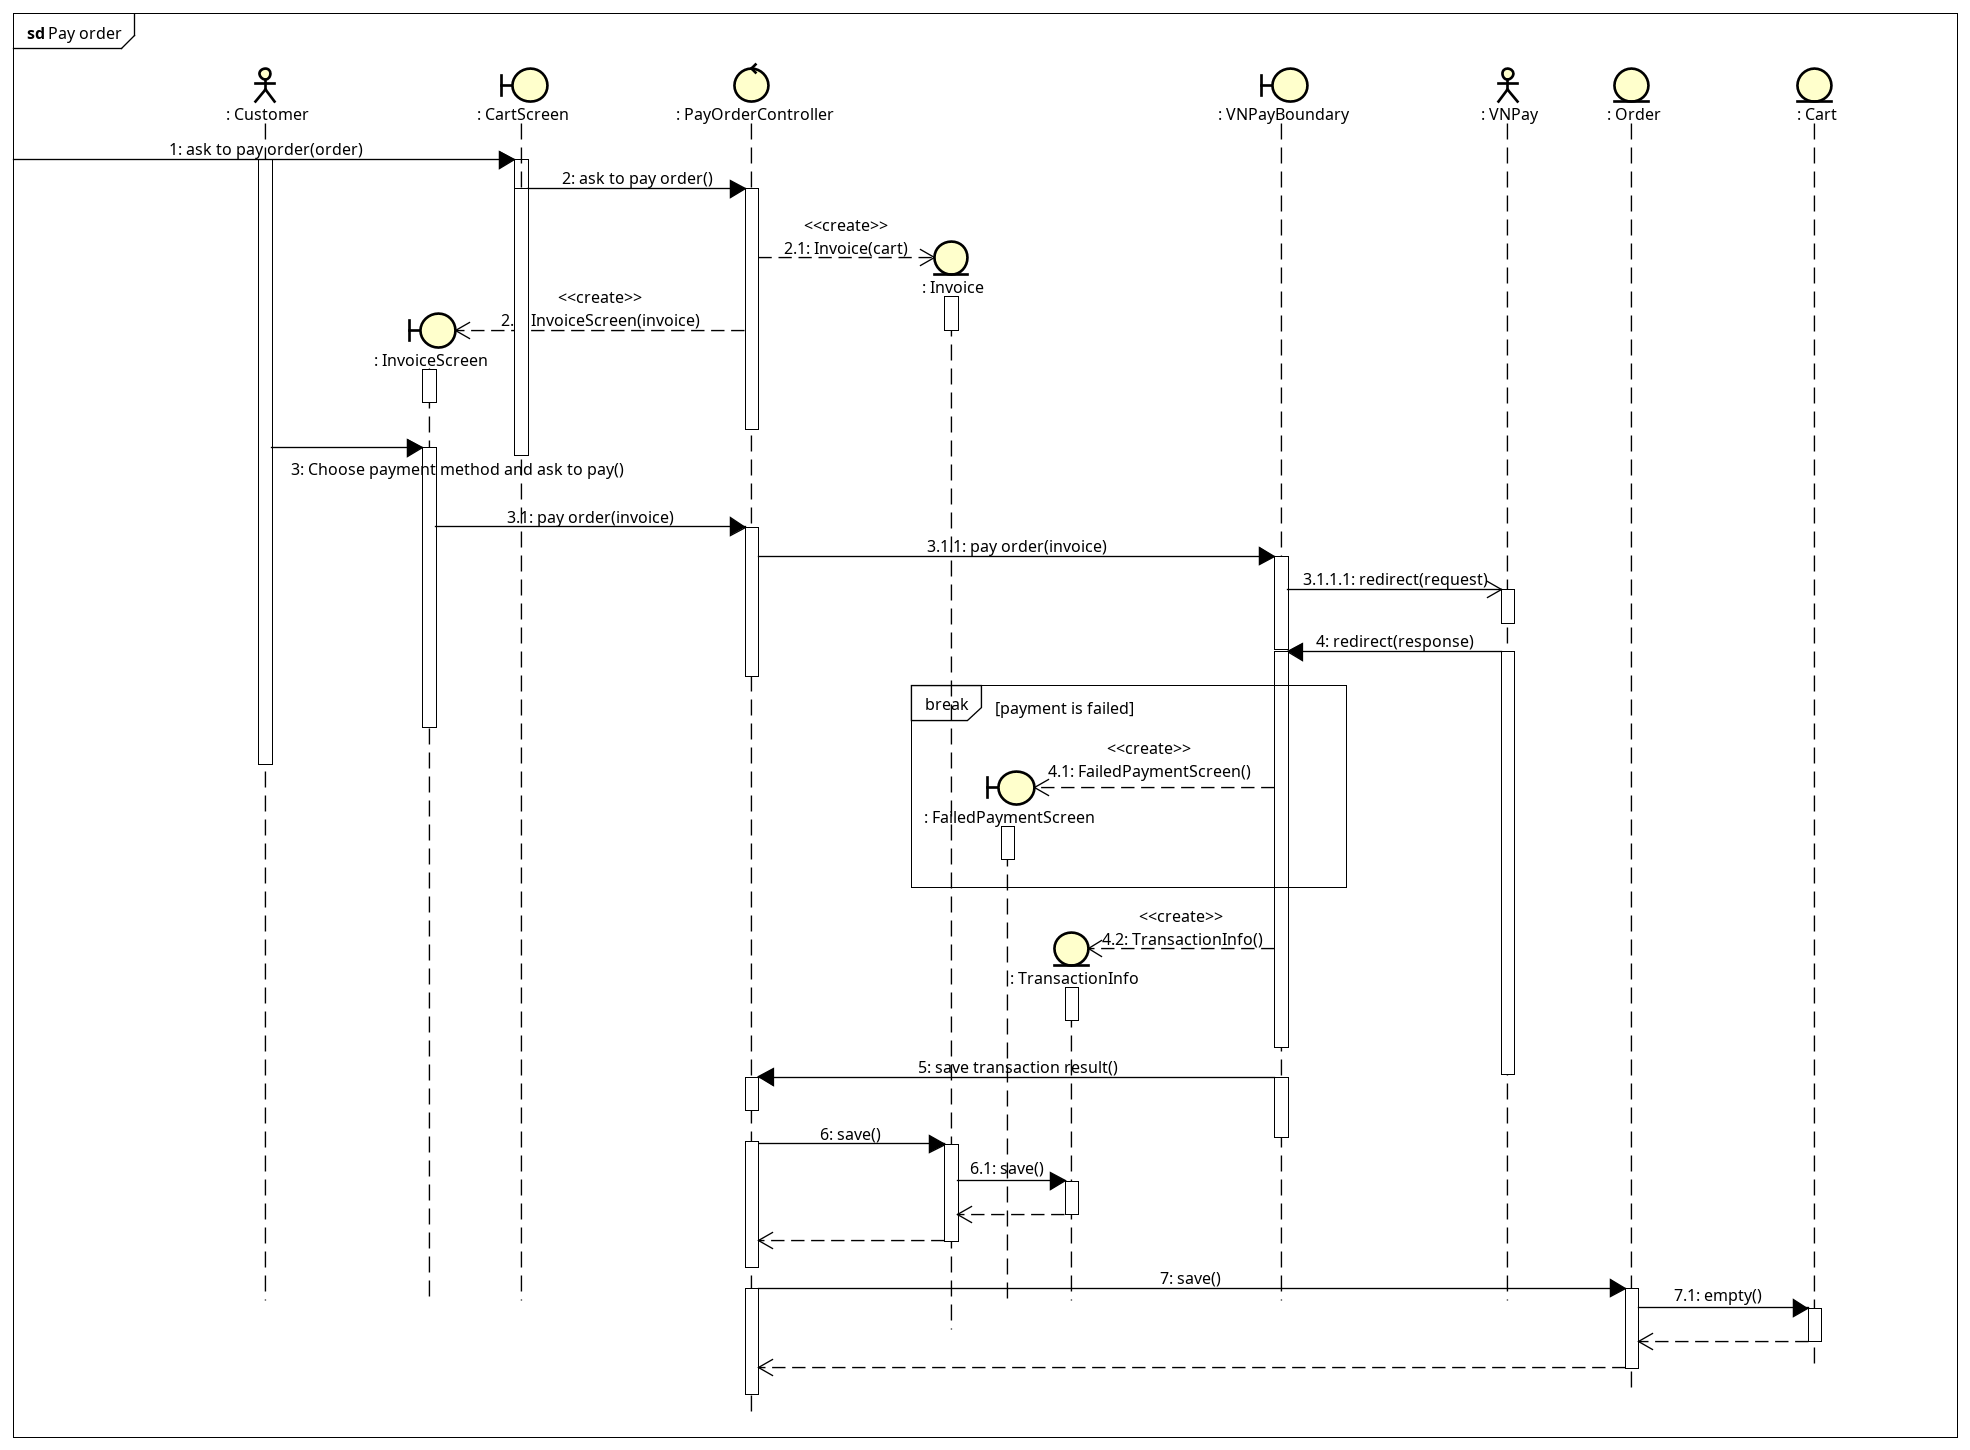 sd Pay order
: Customer
: CartScreen
: PayOrderController
: VNPayBoundary
: VNPay
: Order
: Cart
1: ask to pay order(order)
2: ask to pay order()
<<create>>
2.1: Invoice(cart)
: Invoice
<<create>>
2. InvoiceScreen(invoice)
: InvoiceScreen
3: Choose payment method and ask to pay()
3.1: pay order(invoice)
3.1.1: pay order(invoice)
3.1.1.1: redirect(request)
4: redirect(response)
break
[payment is failed]
<<create>>
4.1: FailedPaymentScreen()
: FailedPaymentScreen
<<create>>
4.2: TransactionInfo()
: TransactionInfo
5: save transaction result()
6: save()
6.1: save()
7: save()
7.1: empty()